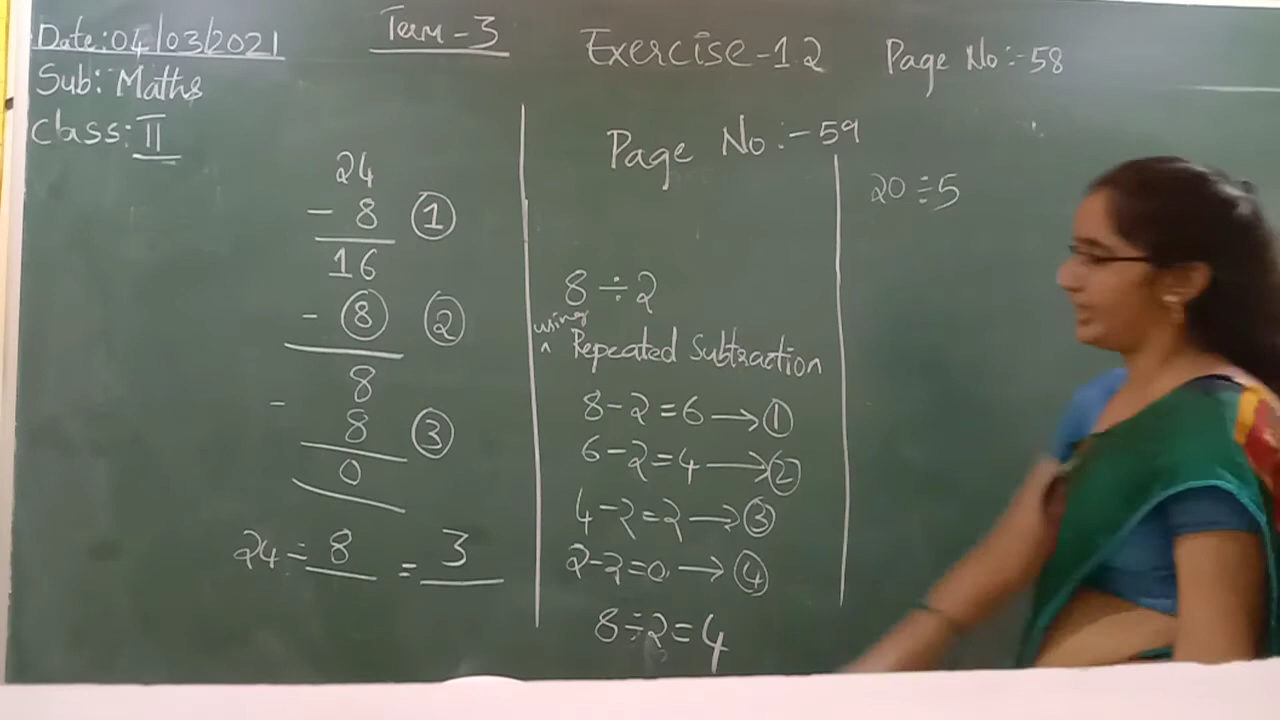 Date: 04/03/2021
Sub: Maths
Class: II
Term - 3
Exercise - 1.2
Page No:- 58
24
- 8 ①
16
- ⑧ ②
8
- 8 ③
0
24 ÷ 8 = 3
Page No:- 59
8 ÷ 2
using
^ Repeated Subtraction
8-2=6 → ①
6-2=4 → ②
4-2=2 → ③
2-2=0. → ④
8÷2=4
20 ÷ 5